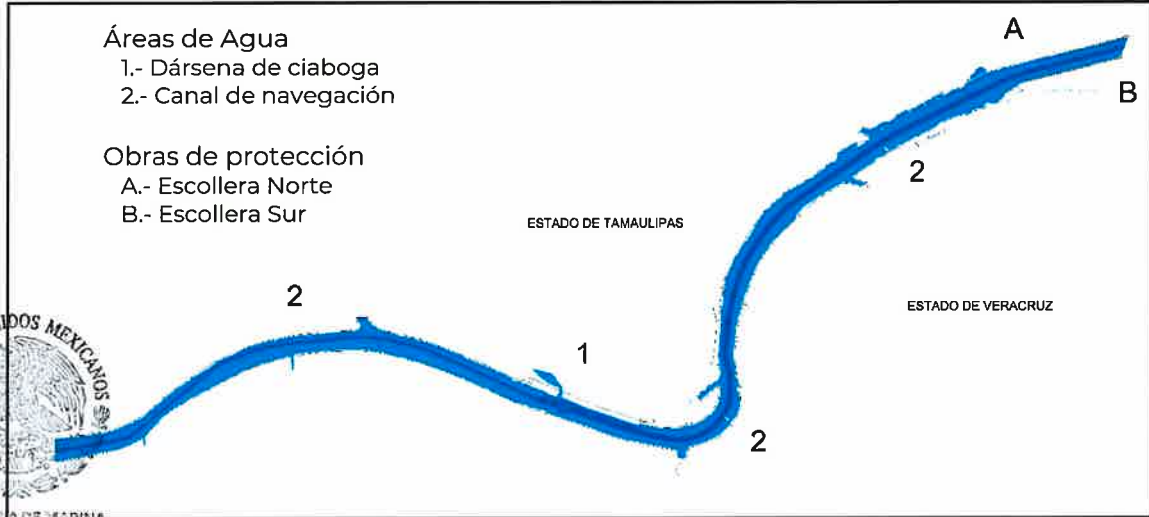 Áreas de Agua
1.- Dársena de ciaboga
2.- Canal de navegación
Obras de protección
A.- Escollera Norte
B.- Escollera Sur
A
B
2
ESTADO DE TAMAULIPAS
ESTADO DE VERACRUZ
2
1
2
MEXICANOS